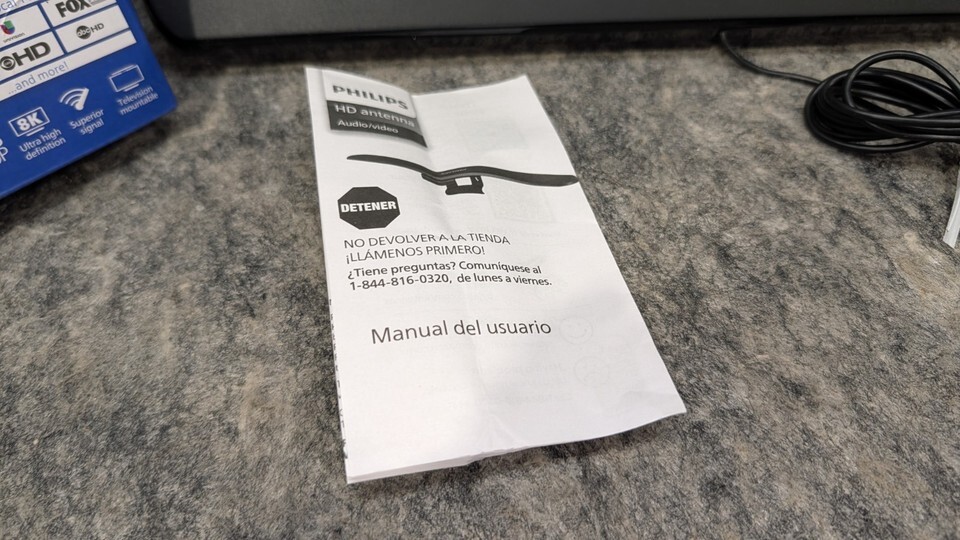 FOX
abc HD
HD
...and more!
8K
Ultra high
definition
Superior
signal
Television
mountable
PHILIPS
HD antenna
Audio/video
DETENER
NO DEVOLVER A LA TIENDA
¡LLÁMENOS PRIMERO!
¿Tiene preguntas? Comuníquese al
1-844-816-0320, de lunes a viernes.
Manual del usuario